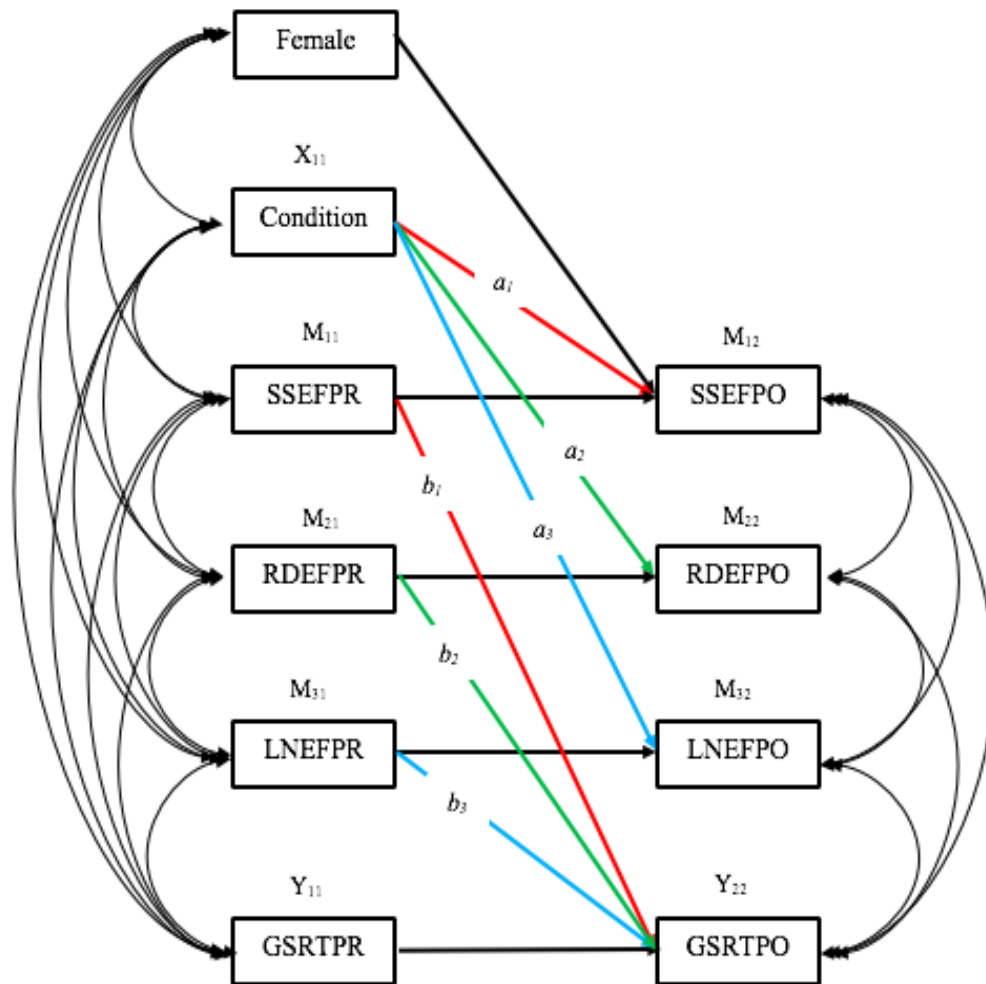 Female
X₁₁
Condition
a₁
M₁₁
M₁₂
SSEFPR
SSEFPO
a₂
b₁
M₂₁
M₂₂
a₃
RDEFPR
RDEFPO
b₂
M₃₁
M₃₂
LNEFPR
LNEFPO
b₃
Y₁₁
Y₂₂
GSRTPR
GSRTPO